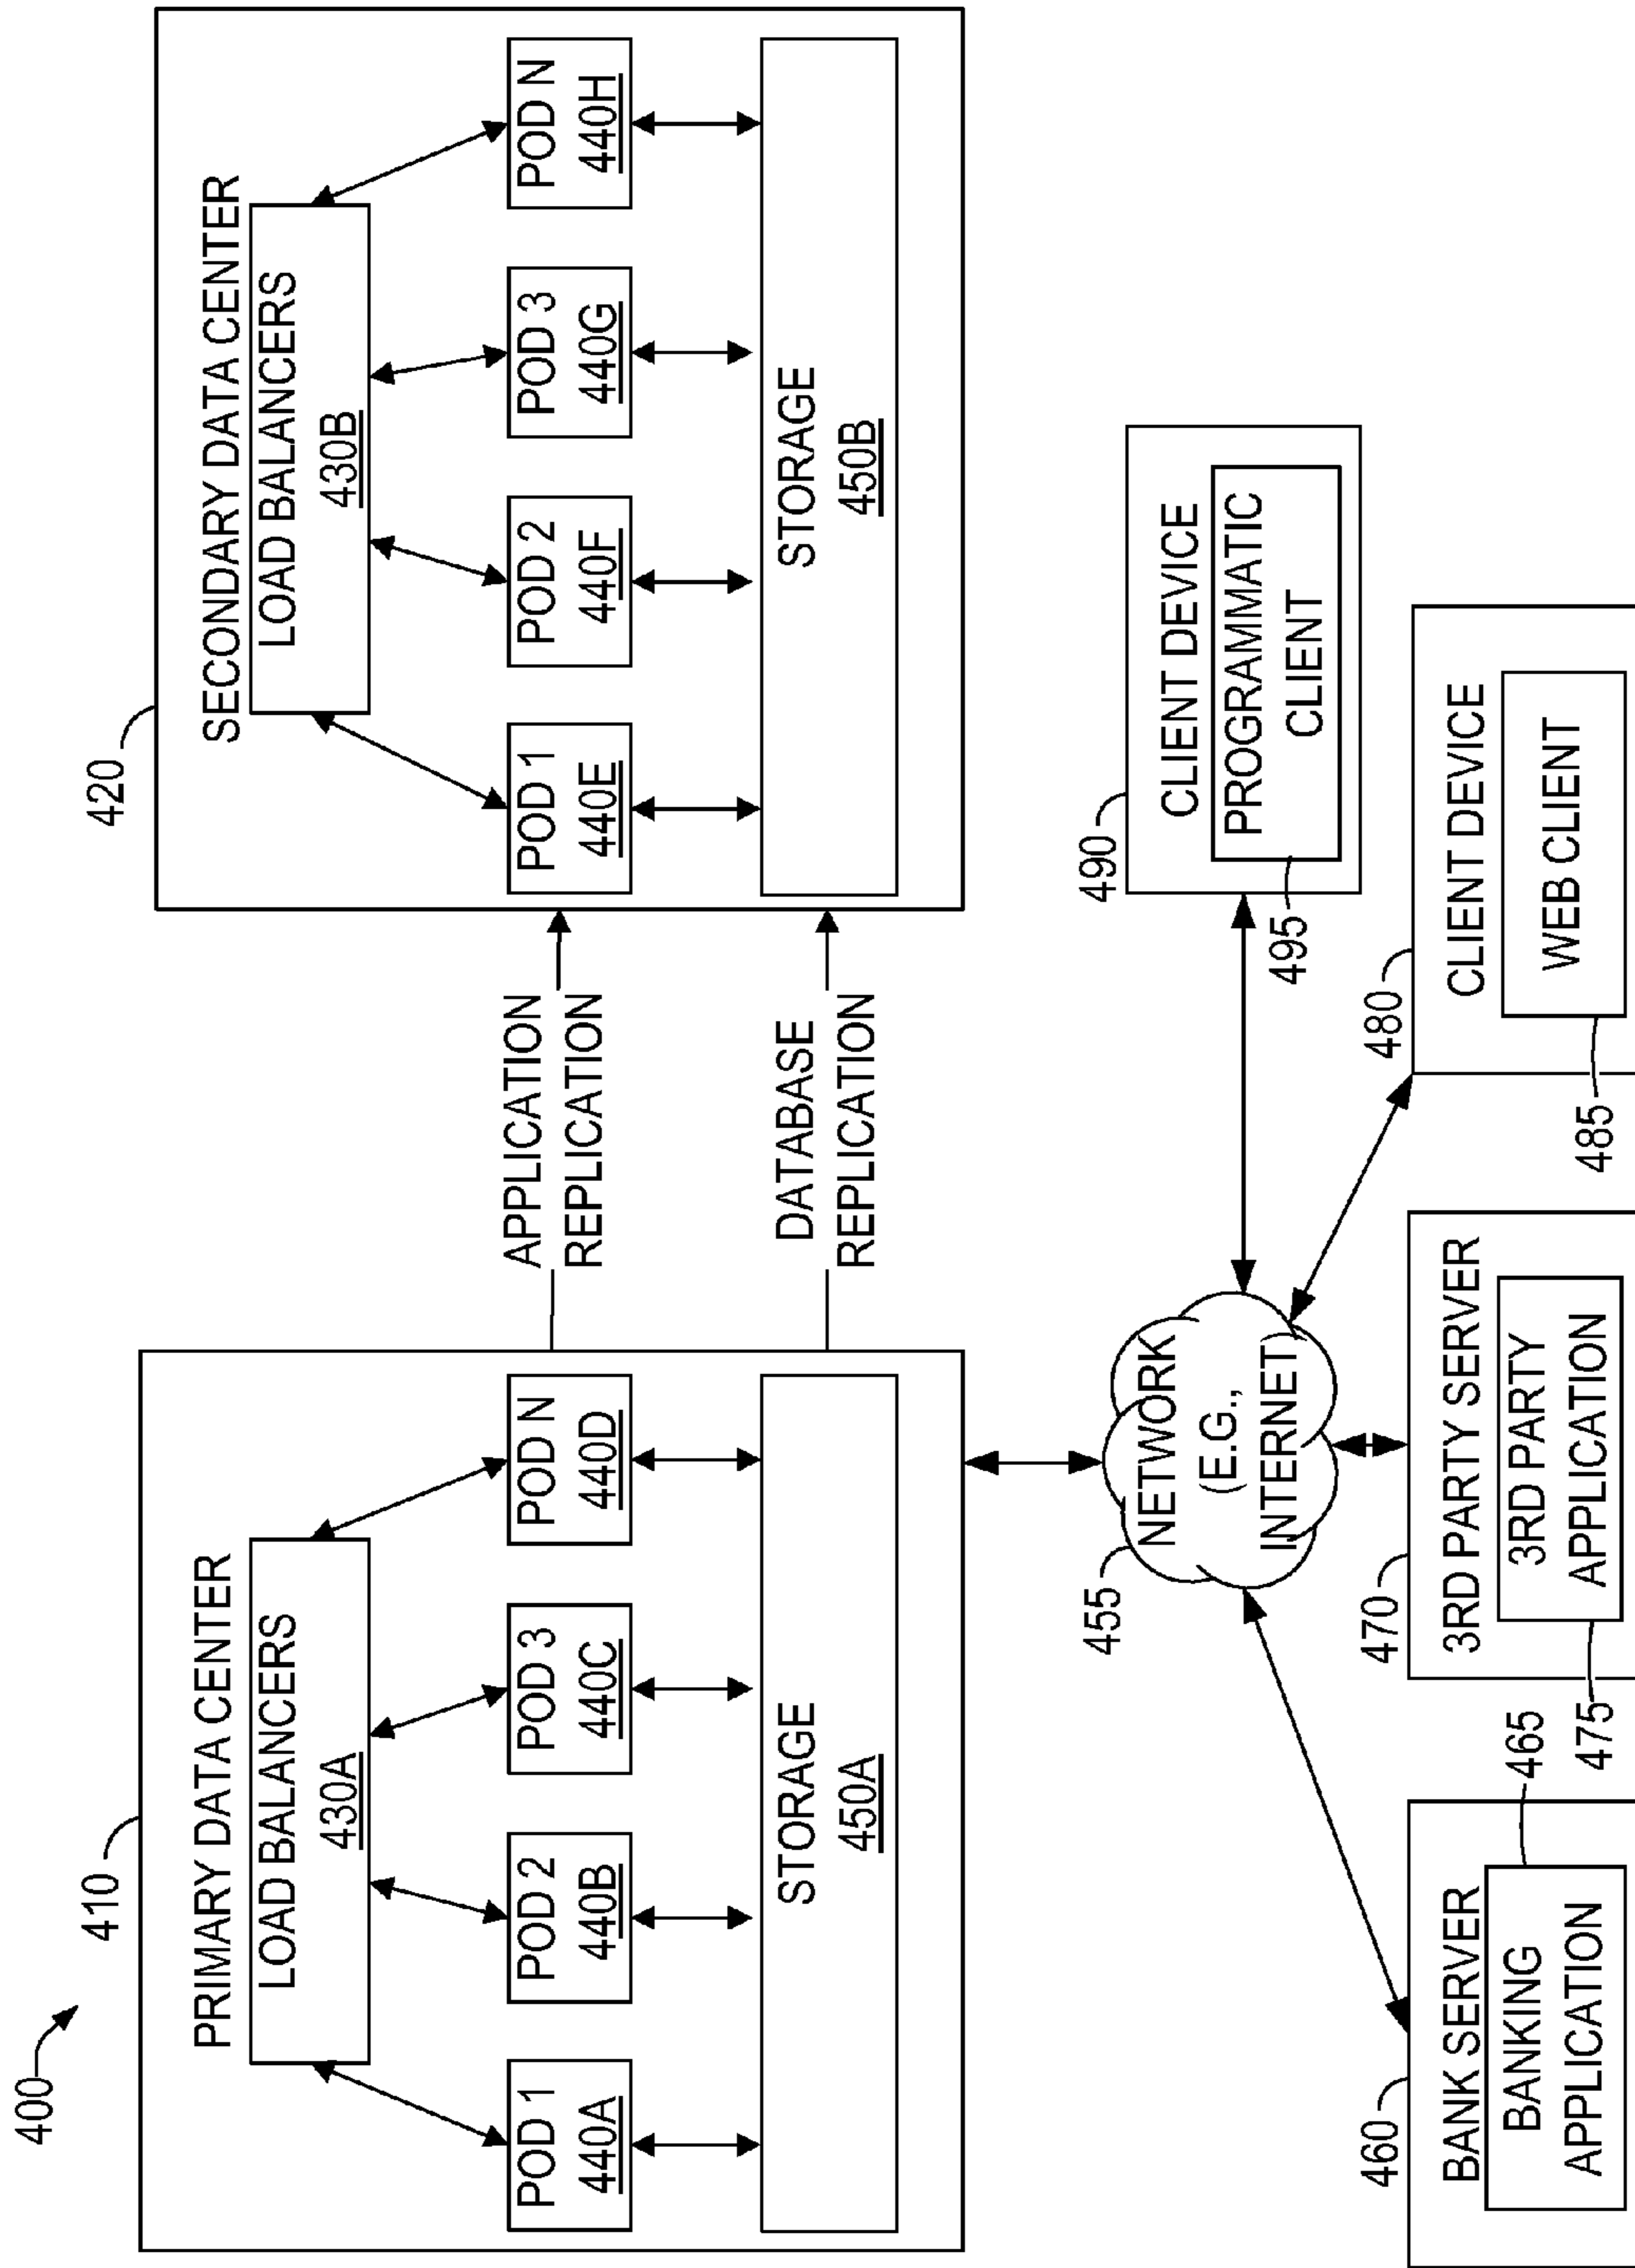 400
410
PRIMARY DATA CENTER
LOAD BALANCERS
430A
POD 1
440A
POD 2
440B
POD 3
440C
POD N
440D
STORAGE
450A
APPLICATION
REPLICATION
DATABASE
REPLICATION
420
SECONDARY DATA CENTER
LOAD BALANCERS
430B
POD 1
440E
POD 2
440F
POD 3
440G
POD N
440H
STORAGE
450B
455
NETWORK
(E.G.,
INTERNET)
460
BANK SERVER
BANKING
APPLICATION
465
470
3RD PARTY SERVER
3RD PARTY
APPLICATION
475
480
CLIENT DEVICE
WEB CLIENT
485
490
CLIENT DEVICE
PROGRAMMATIC
CLIENT
495